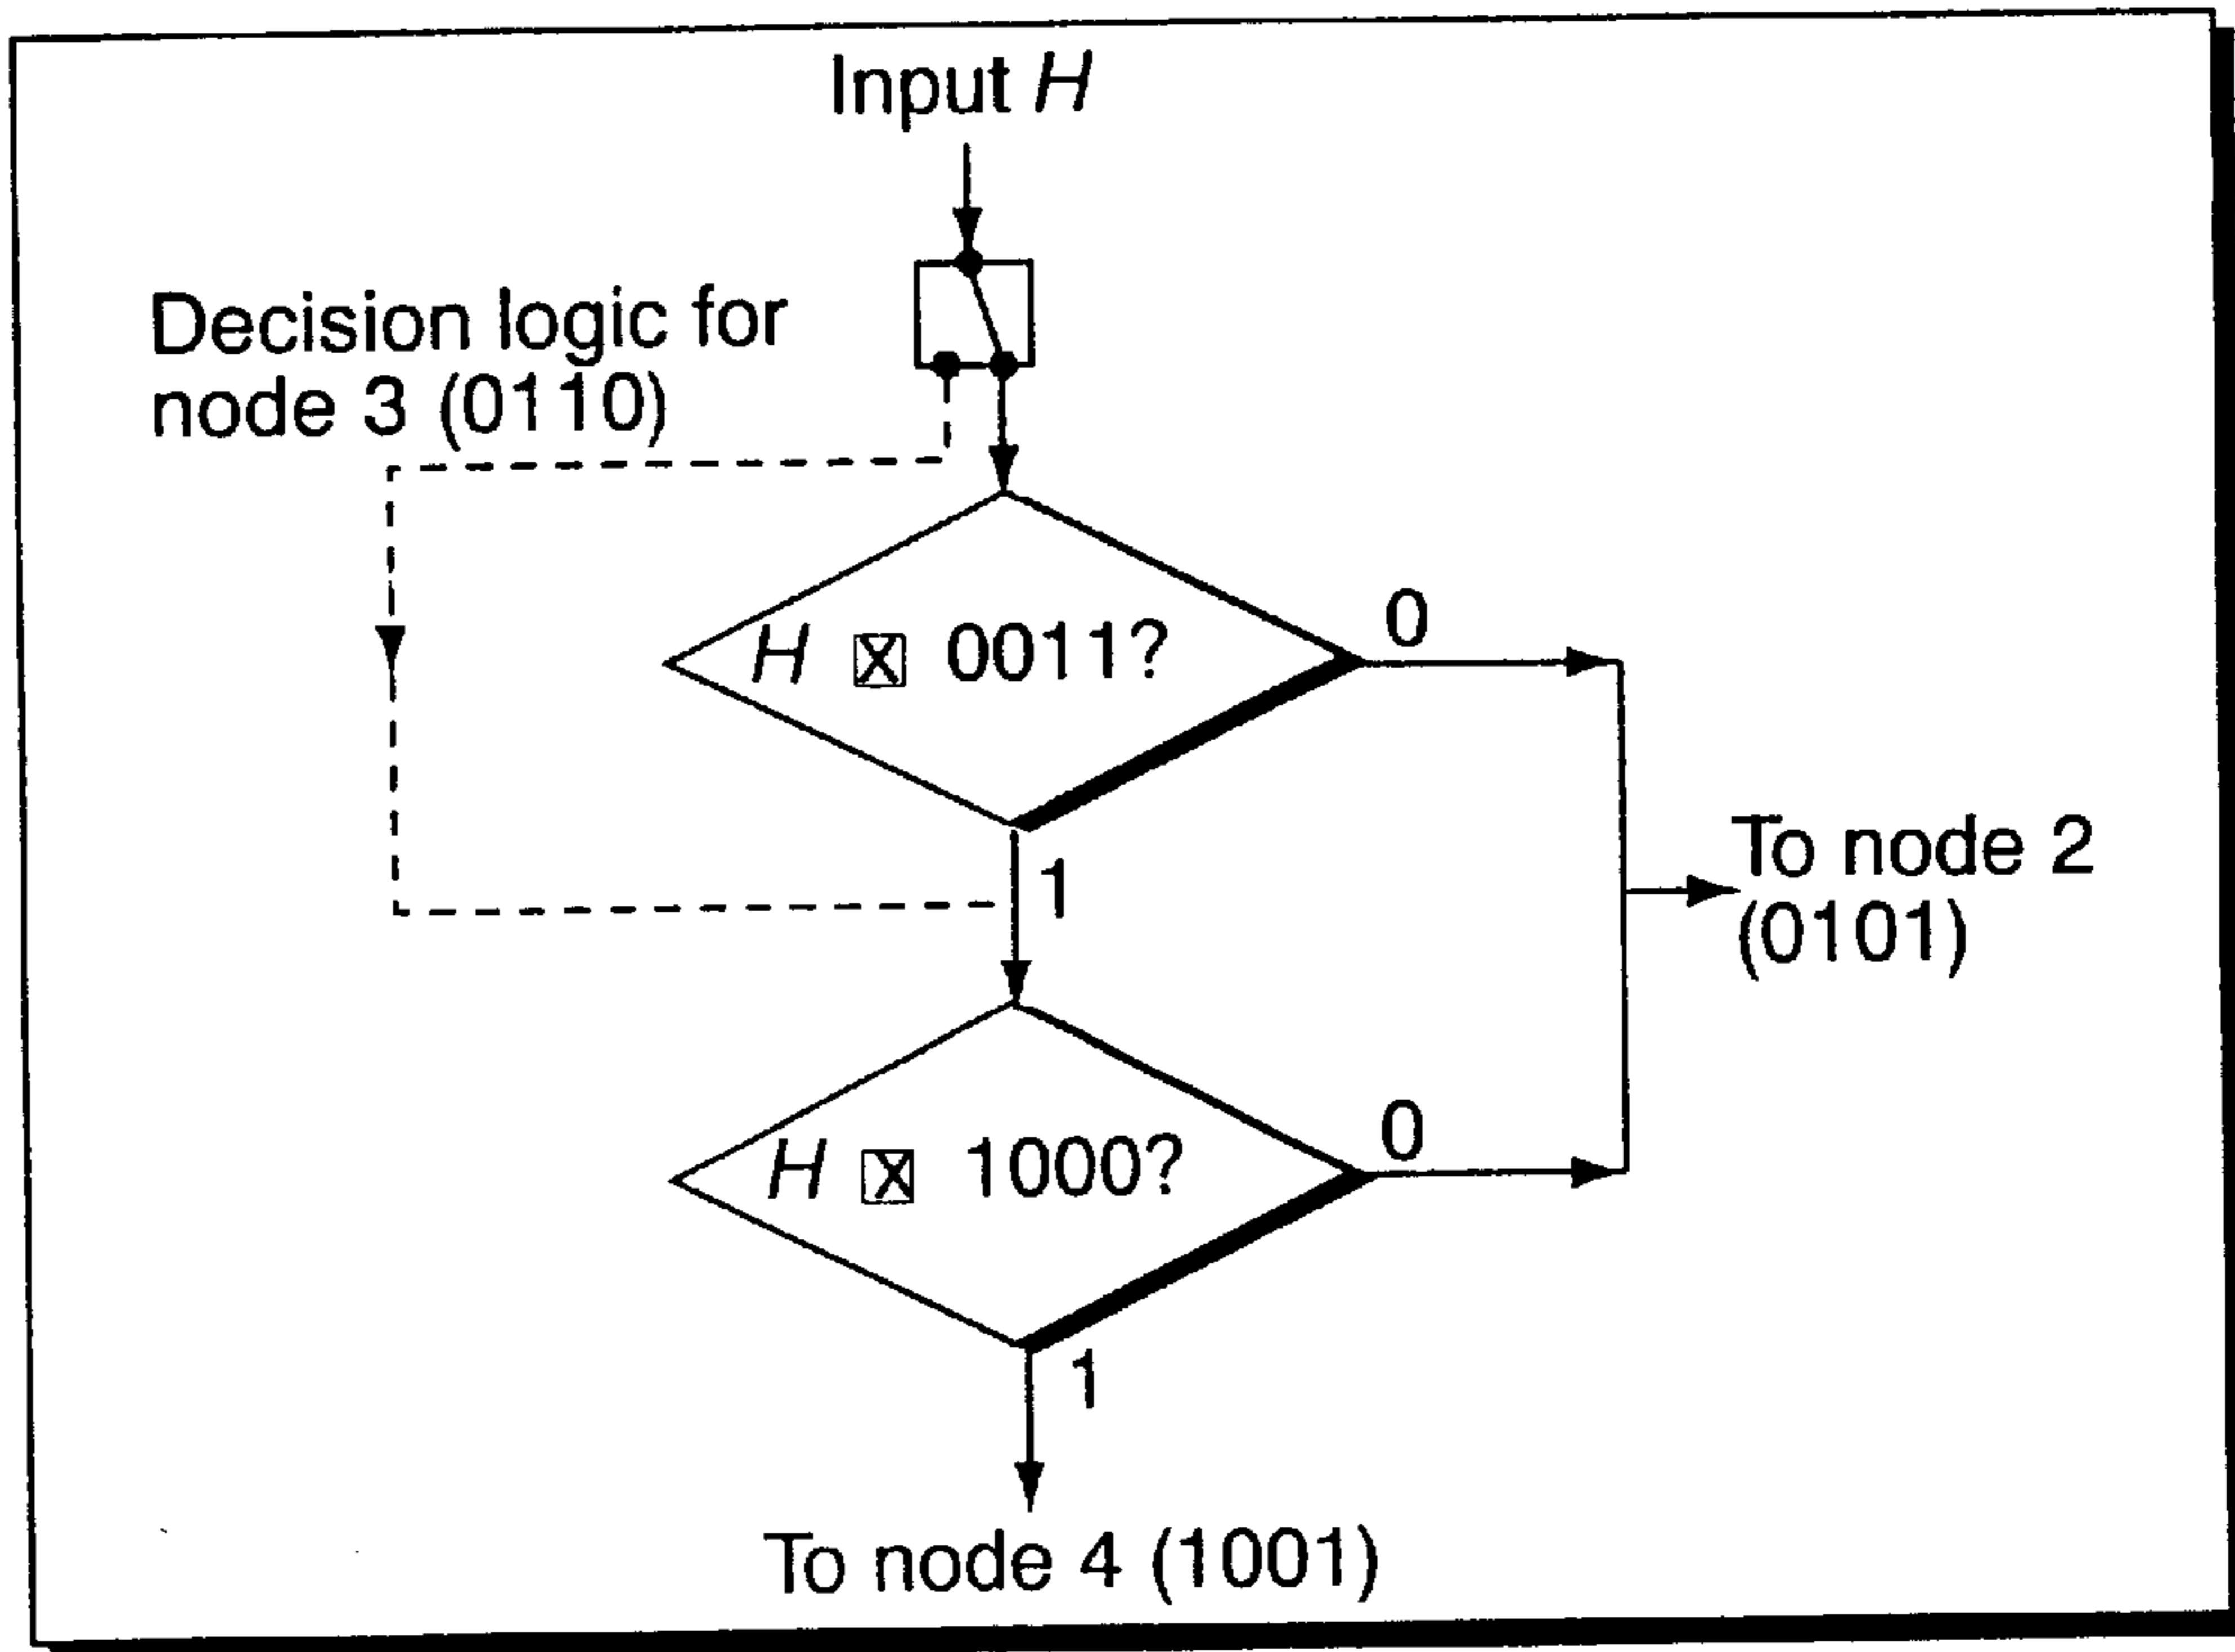 Input H
Decision logic for
node 3 (0110)
H X 0011?
0
To node 2
(0101)
1
H X 1000?
0
1
To node 4 (1001)